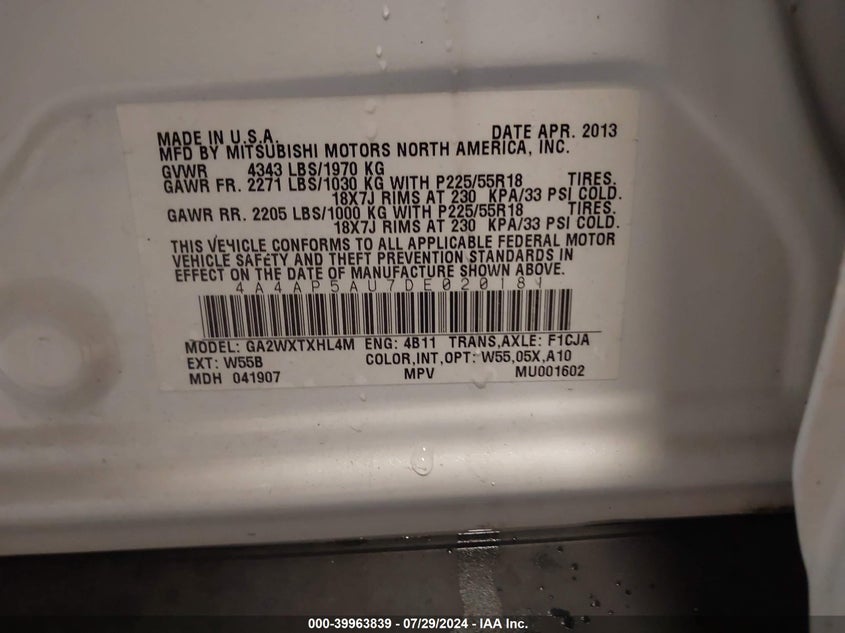 MADE IN U.S.A. DATE APR. 2013
MFD BY MITSUBISHI MOTORS NORTH AMERICA, INC.
GVWR 4343 LBS/1970 KG
GAWR FR. 2271 LBS/1030 KG WITH P225/55R18 TIRES.
18X7J RIMS AT 230 KPA/33 PSI COLD.
GAWR RR. 2205 LBS/1000 KG WITH P225/55R18 TIRES.
18X7J RIMS AT 230 KPA/33 PSI COLD.
THIS VEHICLE CONFORMS TO ALL APPLICABLE FEDERAL MOTOR
VEHICLE SAFETY AND THEFT PREVENTION STANDARDS IN
EFFECT ON THE DATE OF MANUFACTURE SHOWN ABOVE.
MODEL: GA2WXTXHL4M ENG: 4B11 TRANS,AXLE: F1CJA
EXT: W55B COLOR,INT,OPT: W55,05X,A10
MDH 041907 MPV MU001602
000-39963839 / 07/29/2024 - IAA Inc.